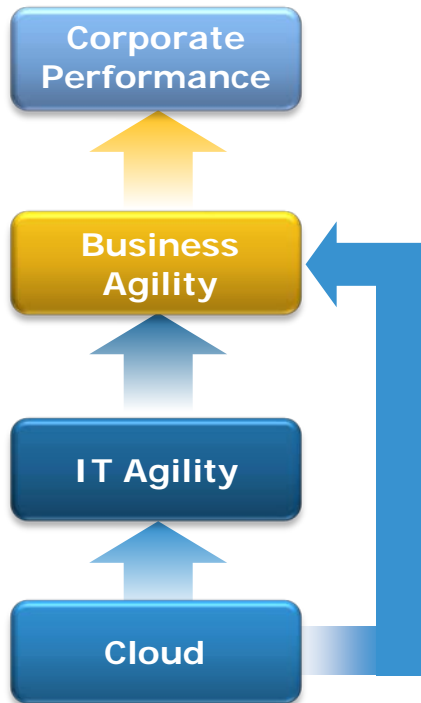 Corporate
Performance
Business
Agility
IT Agility
Cloud